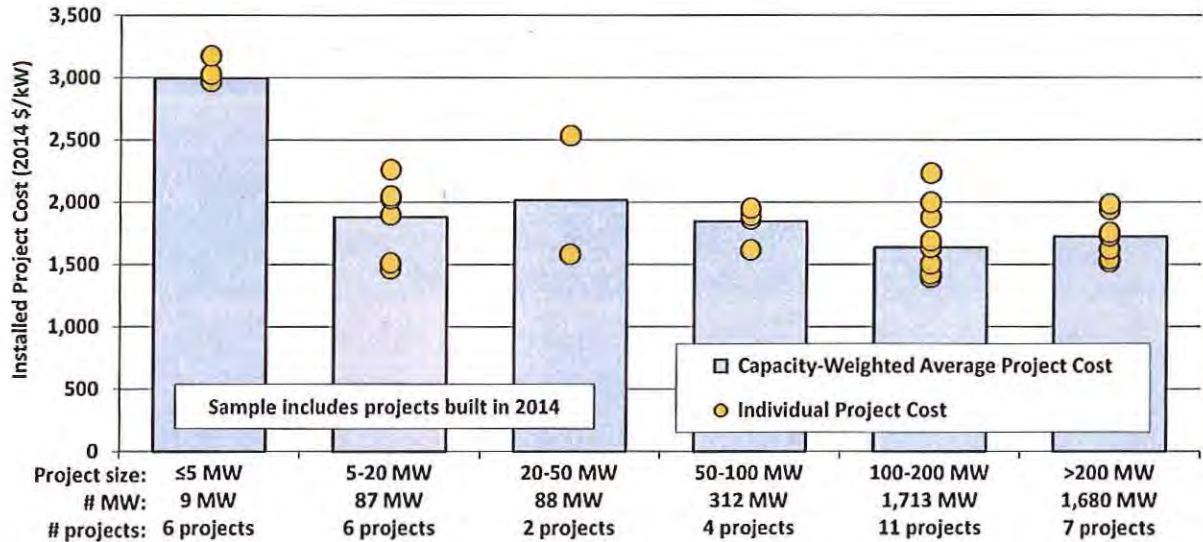 3,500
3,000
2,500
2,000
1,500
1,000
500
0
Installed Project Cost (2014 $/kW)
Capacity-Weighted Average Project Cost
Individual Project Cost
Sample includes projects built in 2014
Project size: ≤5 MW 5-20 MW 20-50 MW 50-100 MW 100-200 MW >200 MW
# MW: 9 MW 87 MW 88 MW 312 MW 1,713 MW 1,680 MW
# projects: 6 projects 6 projects 2 projects 4 projects 11 projects 7 projects